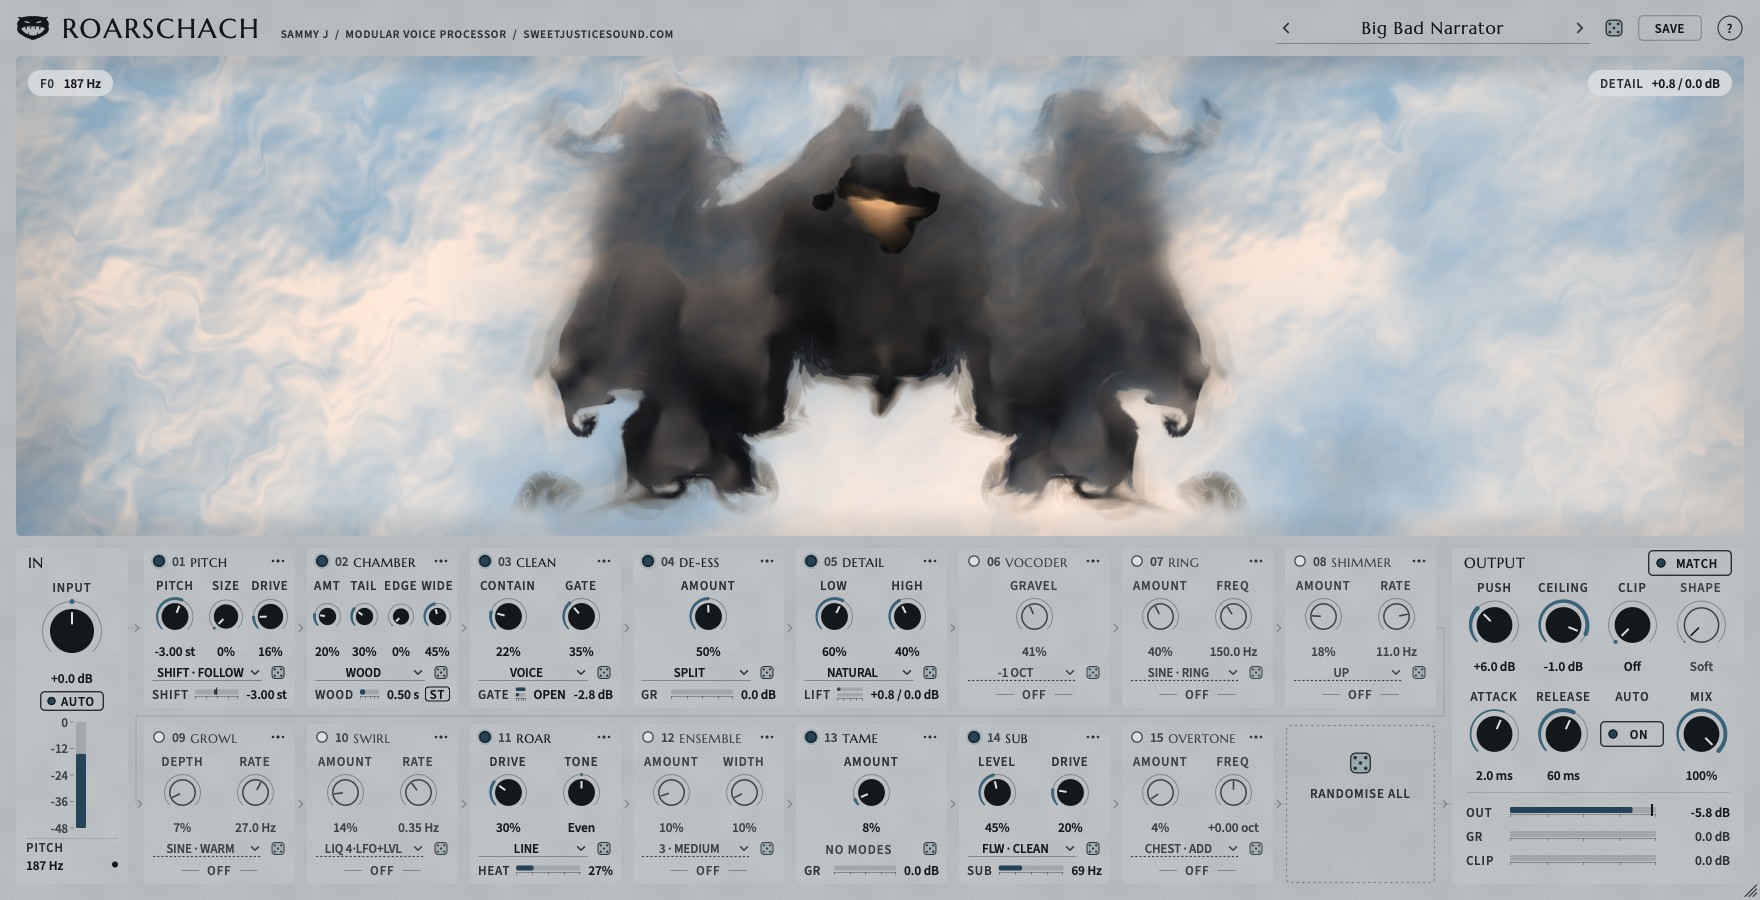 ROARSCHACH
SAMMY J / MODULAR VOICE PROCESSOR / SWEETJUSTICESOUND.COM
Big Bad Narrator
SAVE
?
F0 187 Hz
DETAIL +0.8 / 0.0 dB
IN
INPUT
+0.0 dB
AUTO
0
-12
-24
-36
-48
PITCH
187 Hz
01 PITCH
PITCH SIZE DRIVE
-3.00 st 0% 16%
SHIFT · FOLLOW
SHIFT -3.00 st
02 CHAMBER
AMT TAIL EDGE WIDE
20% 30% 0% 45%
WOOD
WOOD 0.50 s ST
03 CLEAN
CONTAIN GATE
22% 35%
VOICE
GATE OPEN -2.8 dB
04 DE-ESS
AMOUNT
50%
SPLIT
GR 0.0 dB
05 DETAIL
LOW HIGH
60% 40%
NATURAL
LIFT +0.8 / 0.0 dB
06 VOCODER
GRAVEL
41%
-1 OCT
OFF
07 RING
AMOUNT FREQ
40% 150.0 Hz
SINE · RING
OFF
08 SHIMMER
AMOUNT RATE
18% 11.0 Hz
UP
OFF
09 GROWL
DEPTH RATE
7% 27.0 Hz
SINE · WARM
OFF
10 SWIRL
AMOUNT RATE
14% 0.35 Hz
LIQ 4·LFO+LVL
OFF
11 ROAR
DRIVE TONE
30% Even
LINE
HEAT 27%
12 ENSEMBLE
AMOUNT WIDTH
10% 10%
3 · MEDIUM
OFF
13 TAME
AMOUNT
8%
NO MODES
GR 0.0 dB
14 SUB
LEVEL DRIVE
45% 20%
FLW · CLEAN
SUB 69 Hz
15 OVERTONE
AMOUNT FREQ
4% +0.00 oct
CHEST · ADD
OFF
RANDOMISE ALL
OUTPUT MATCH
PUSH CEILING CLIP SHAPE
+6.0 dB -1.0 dB Off Soft
ATTACK RELEASE AUTO MIX
ON
2.0 ms 60 ms 100%
OUT -5.8 dB
GR 0.0 dB
CLIP 0.0 dB